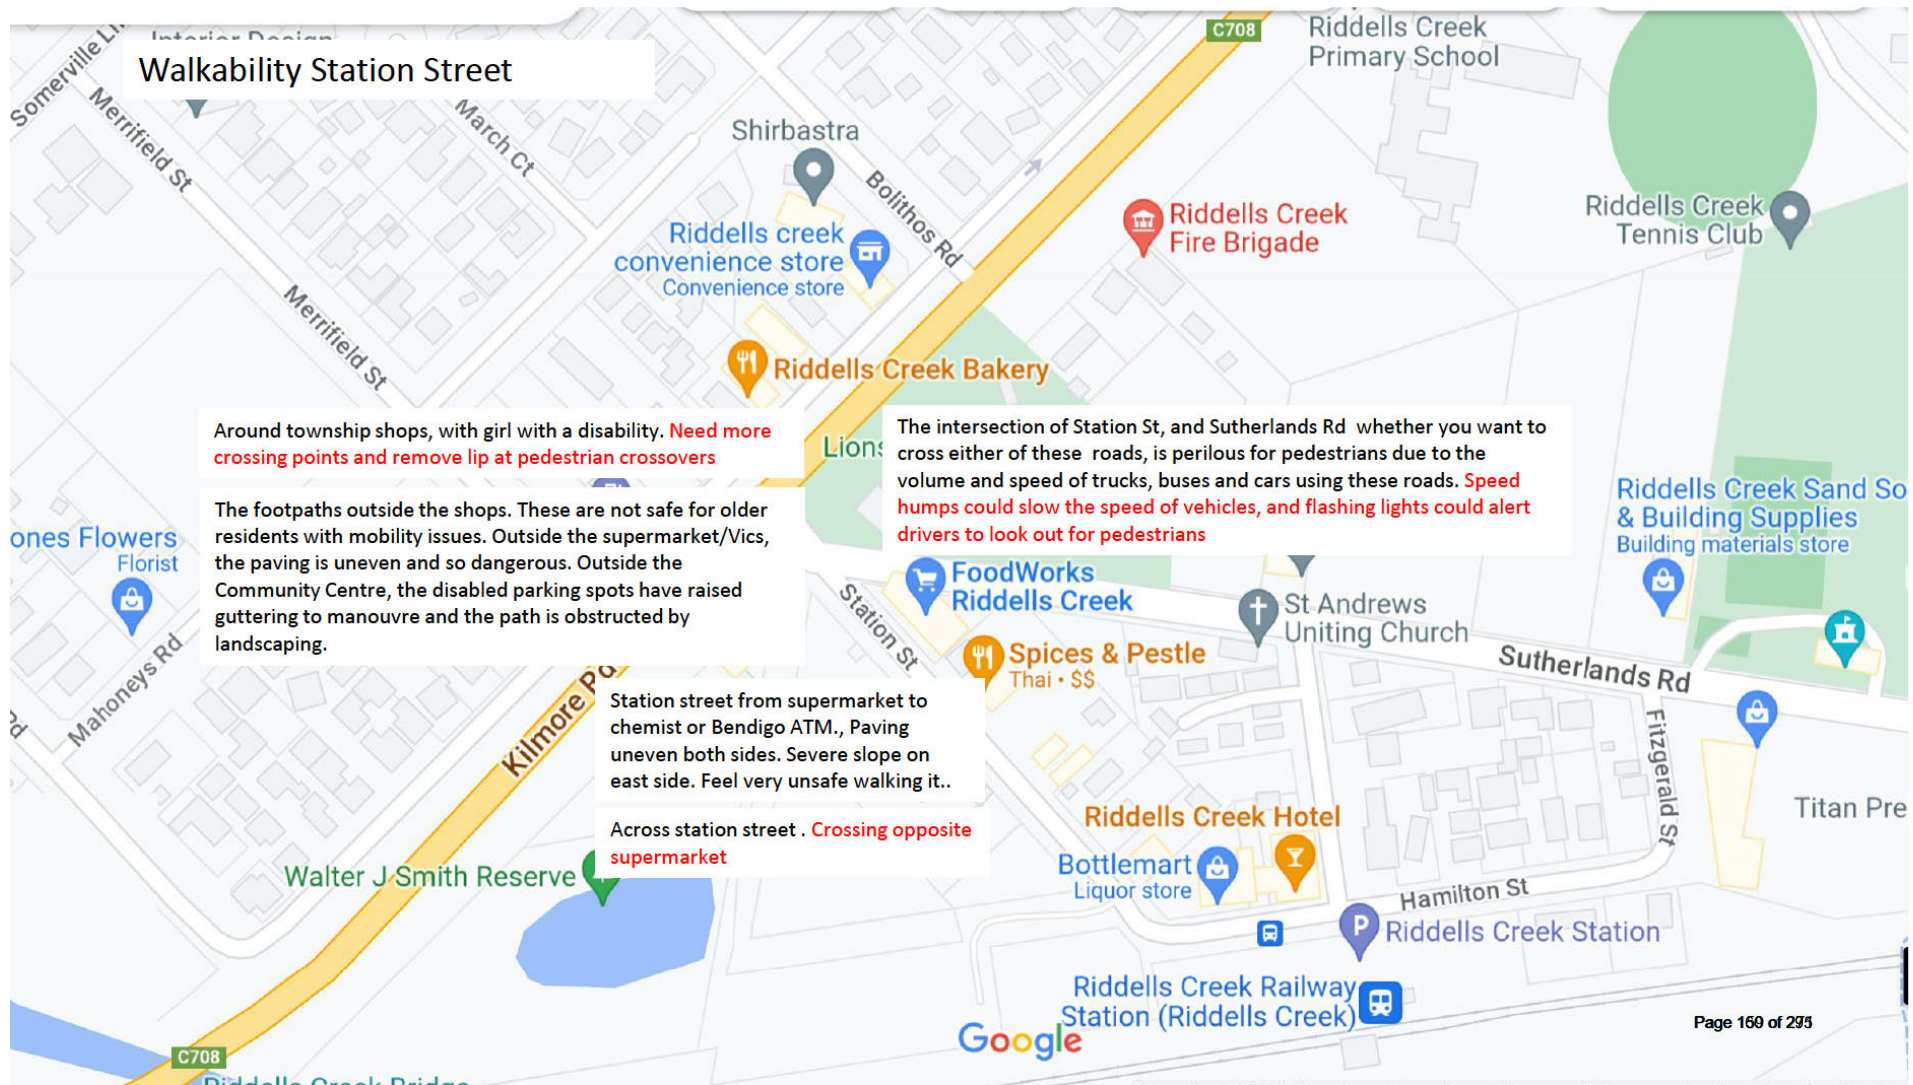 Walkability Station Street
C708
Riddells Creek
Primary School
Interior Design
Somerville
Merrifield St
March Ct
Shirbastra
Bolithos Rd
Riddells Creek
Fire Brigade
Riddells Creek
Tennis Club
Riddells creek
convenience store
Convenience store
Merrifield St
Riddells Creek Bakery
Around township shops, with girl with a disability. Need more
crossing points and remove lip at pedestrian crossovers
Lions
The intersection of Station St, and Sutherlands Rd whether you want to
cross either of these roads, is perilous for pedestrians due to the
volume and speed of trucks, buses and cars using these roads. Speed
humps could slow the speed of vehicles, and flashing lights could alert
drivers to look out for pedestrians
The footpaths outside the shops. These are not safe for older
residents with mobility issues. Outside the supermarket/Vics,
the paving is uneven and so dangerous. Outside the
Community Centre, the disabled parking spots have raised
guttering to manouvre and the path is obstructed by
landscaping.
ones Flowers
Florist
Riddells Creek Sand So
& Building Supplies
Building materials store
FoodWorks
Riddells Creek
Station St
St Andrews
Uniting Church
Spices & Pestle
Thai • $$
Sutherlands Rd
Mahoneys Rd
Rd
Kilmore Rd
Station street from supermarket to
chemist or Bendigo ATM., Paving
uneven both sides. Severe slope on
east side. Feel very unsafe walking it..
Fitzgerald St
Titan Pre
Across station street . Crossing opposite
supermarket
Riddells Creek Hotel
Walter J Smith Reserve
Bottlemart
Liquor store
Hamilton St
P
Riddells Creek Station
Riddells Creek Railway
Station (Riddells Creek)
Google
C708
Riddells Creek Bridge